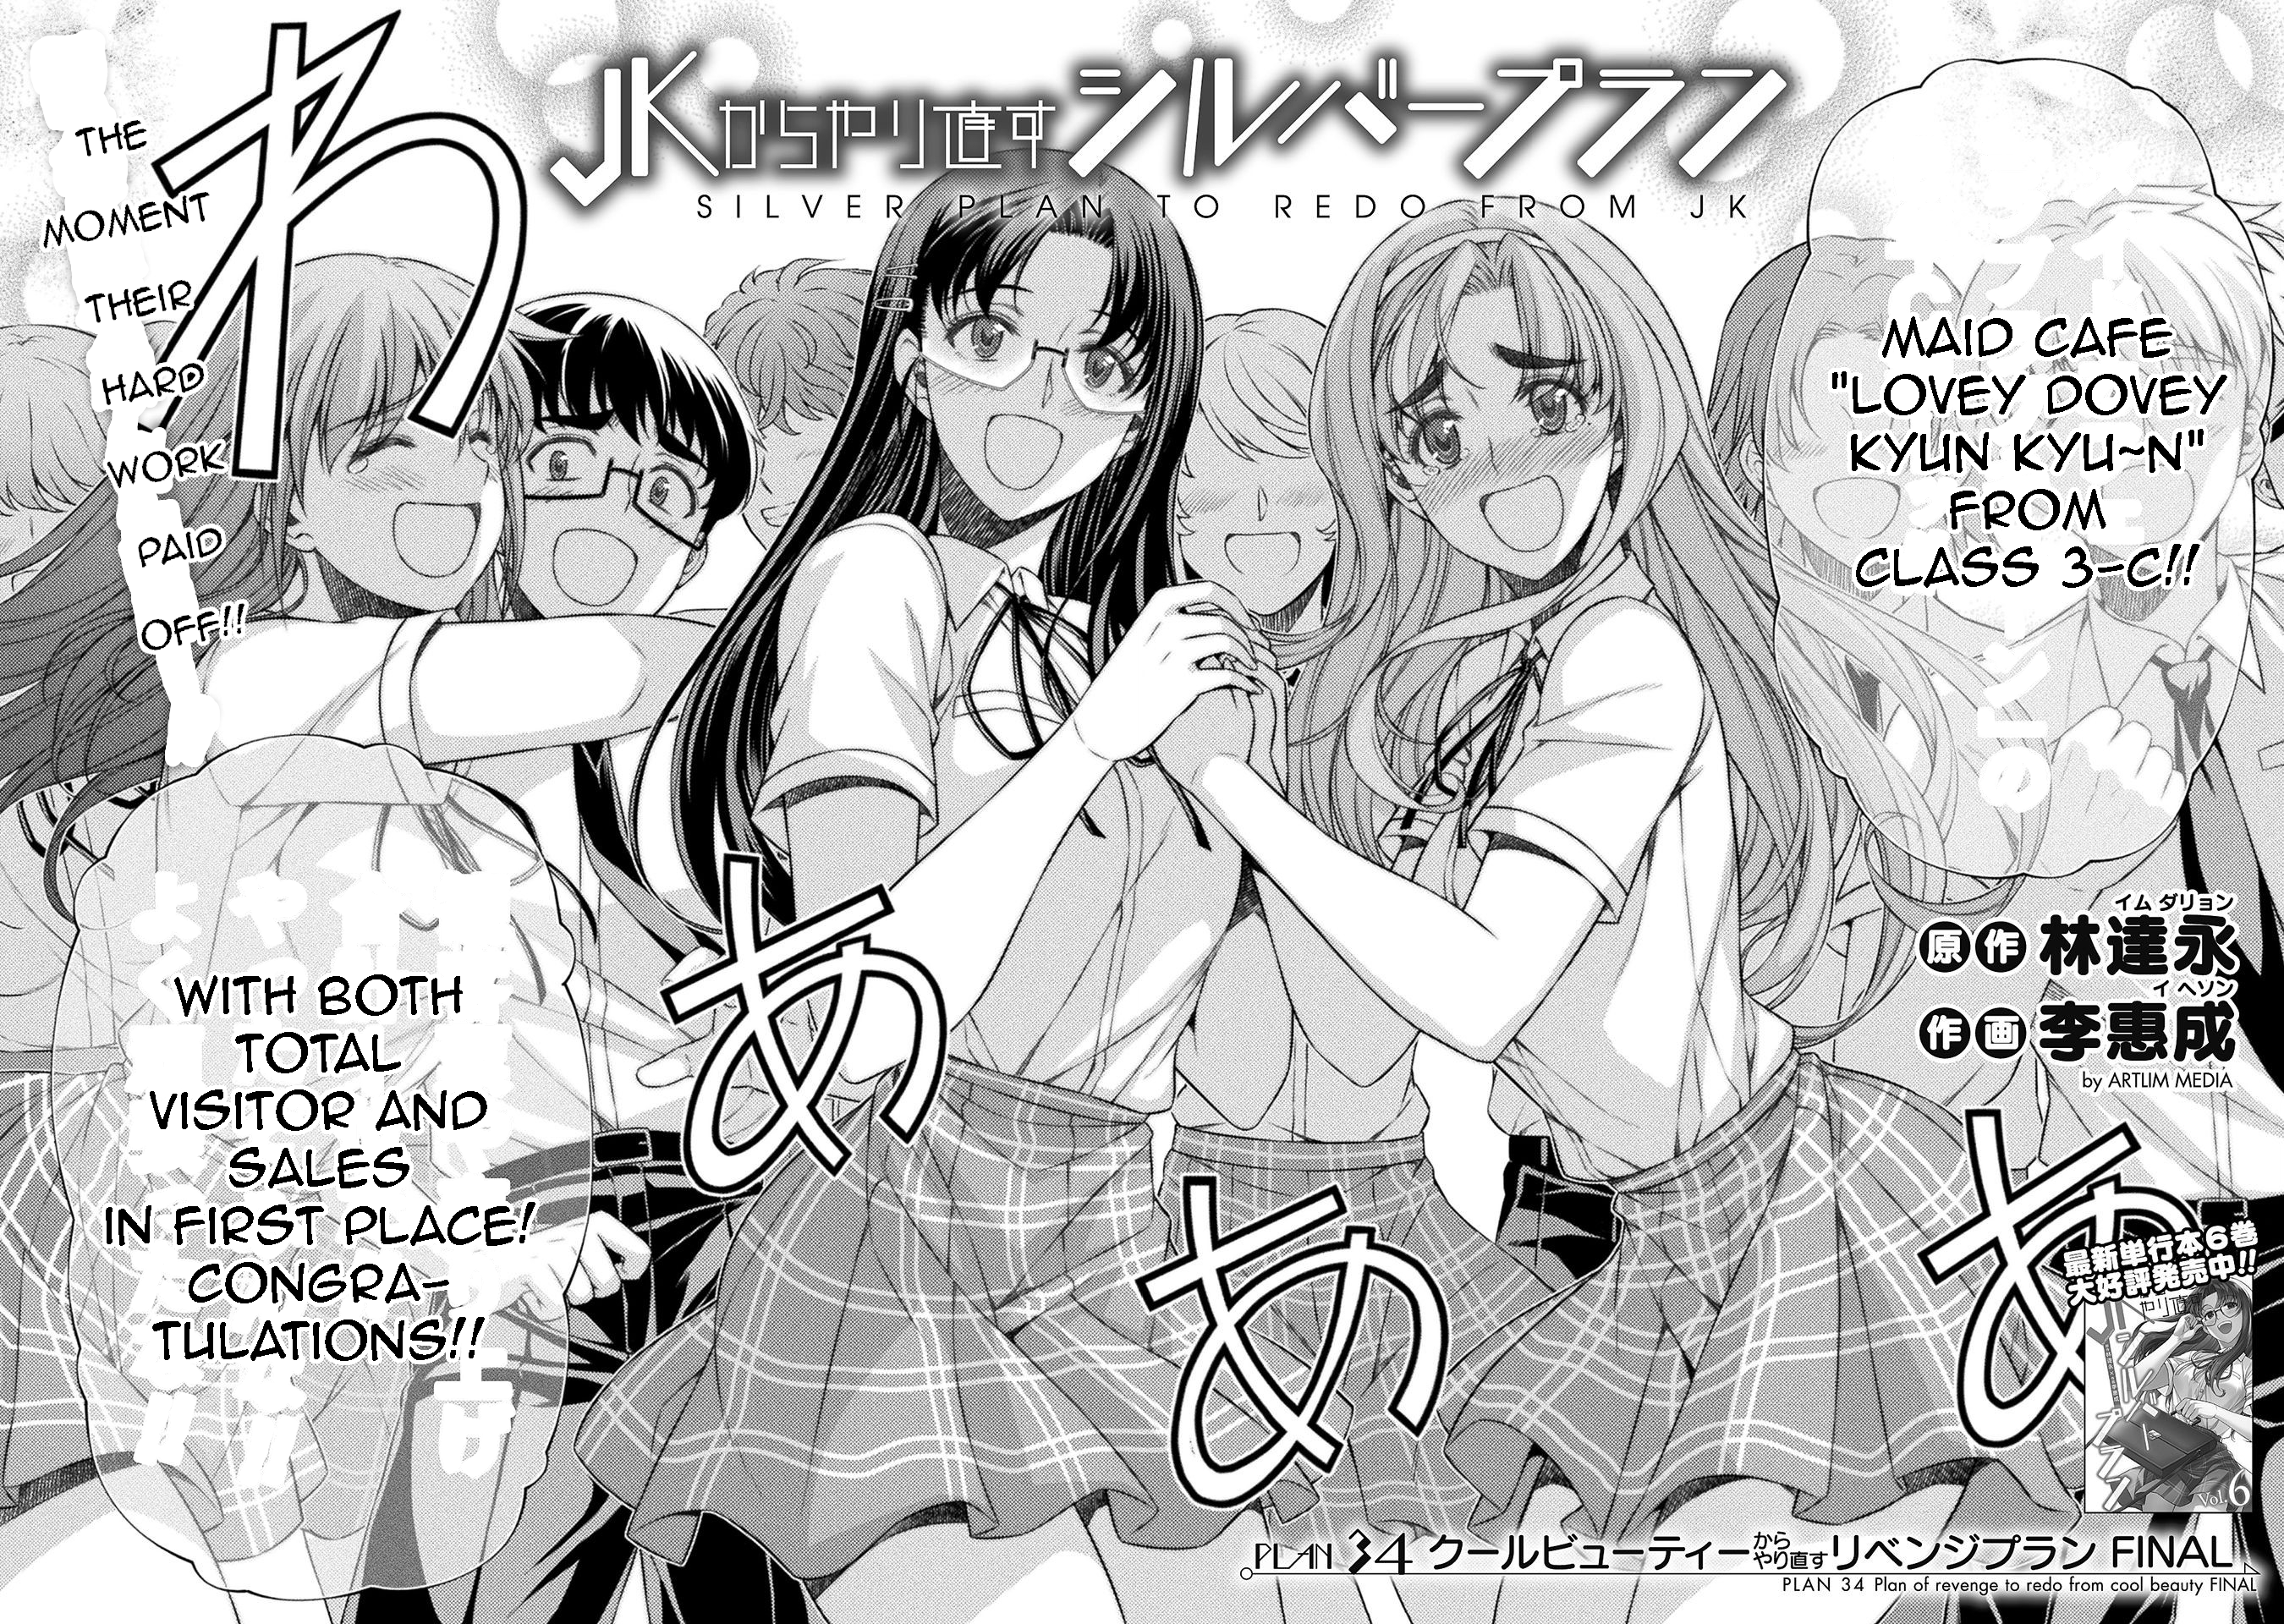 JKからやり直すシルバープラン
SILVER PLAN TO REDO FROM JK
MAID CAFE
"LOVEY DOVEY
KYUN KYU~N"
FROM
CLASS 3-C!!
わ
あ
あ
あ
THE
MOMENT
THEIR
HARD
WORK
PAID
OFF!!
WITH BOTH
TOTAL
VISITOR AND
SALES
IN FIRST PLACE!
CONGRA-
TULATIONS!!
イム ダリョン
原作 林達永
イ ヘソン
作画 李惠成
by ARTLIM MEDIA
最新単行本6巻
大好評発売中!!
Vol.6
PLAN 34 クールビューティーからやり直すリベンジプラン FINAL
PLAN 34 Plan of revenge to redo from cool beauty FINAL